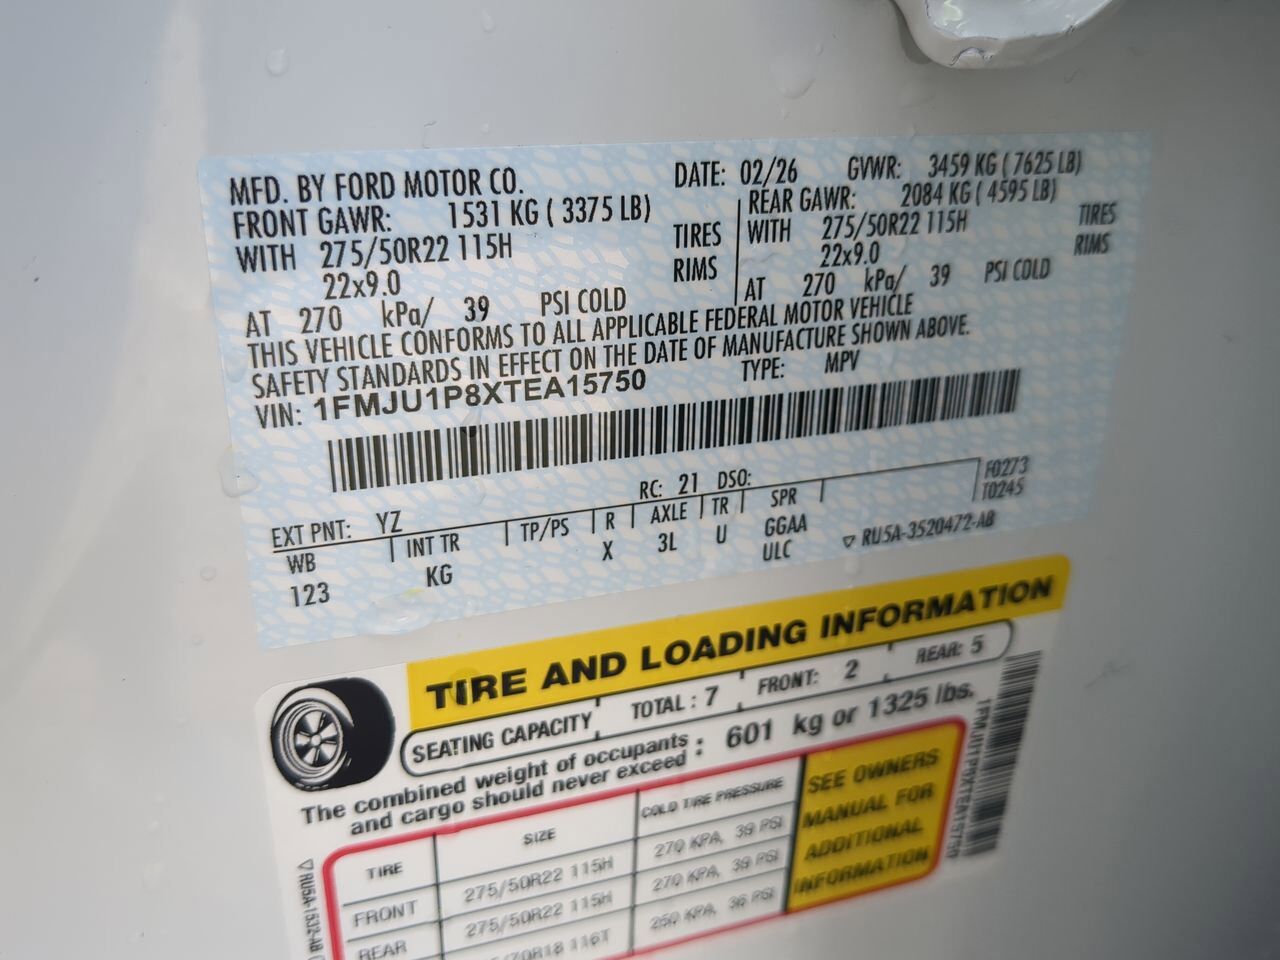 MFD. BY FORD MOTOR CO.
DATE: 02/26 GVWR: 3459 KG ( 7625 LB)
FRONT GAWR: 1531 KG ( 3375 LB)
REAR GAWR: 2084 KG ( 4595 LB)
WITH 275/50R22 115H TIRES
WITH 275/50R22 115H TIRES
22x9.0 RIMS
22x9.0 RIMS
AT 270 kPa/ 39 PSI COLD
AT 270 kPa/ 39 PSI COLD
THIS VEHICLE CONFORMS TO ALL APPLICABLE FEDERAL MOTOR VEHICLE
SAFETY STANDARDS IN EFFECT ON THE DATE OF MANUFACTURE SHOWN ABOVE.
VIN: 1FMJU1P8XTEA15750
TYPE: MPV
F0273
RC: 21 DSO:
T0245
EXT PNT: YZ
WB INT TR TP/PS R AXLE TR SPR
123 KG X 3L U GGAA
ULC
RU5A-3520472-AB
TIRE AND LOADING INFORMATION
SEATING CAPACITY TOTAL : 7 FRONT: 2 REAR: 5
The combined weight of occupants
and cargo should never exceed : 601 kg or 1325 lbs.
TIRE SIZE COLD TIRE PRESSURE
FRONT 275/50R22 115H 270 KPA, 39 PSI
REAR 275/50R22 115H 270 KPA, 39 PSI
70R18 116T 250 KPA, 36 PSI
SEE OWNERS
MANUAL FOR
ADDITIONAL
INFORMATION
1FMJU1P8XTEA15750
RU5A-1532-AB